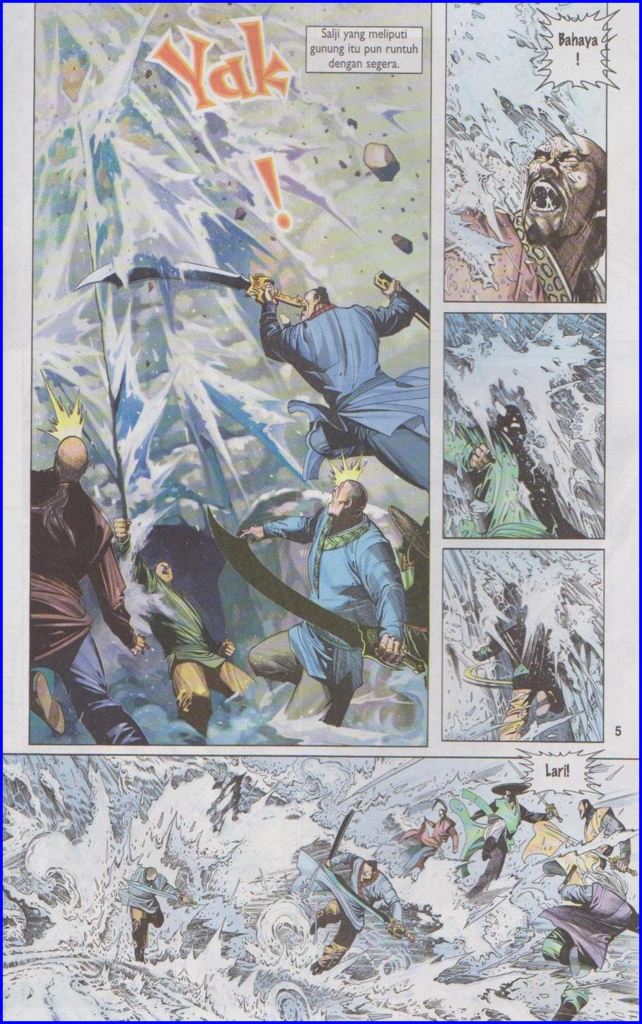 Yak
!
Salji yang meliputi
gunung itu pun runtuh
dengan segera.
Bahaya
!
5
Lari!